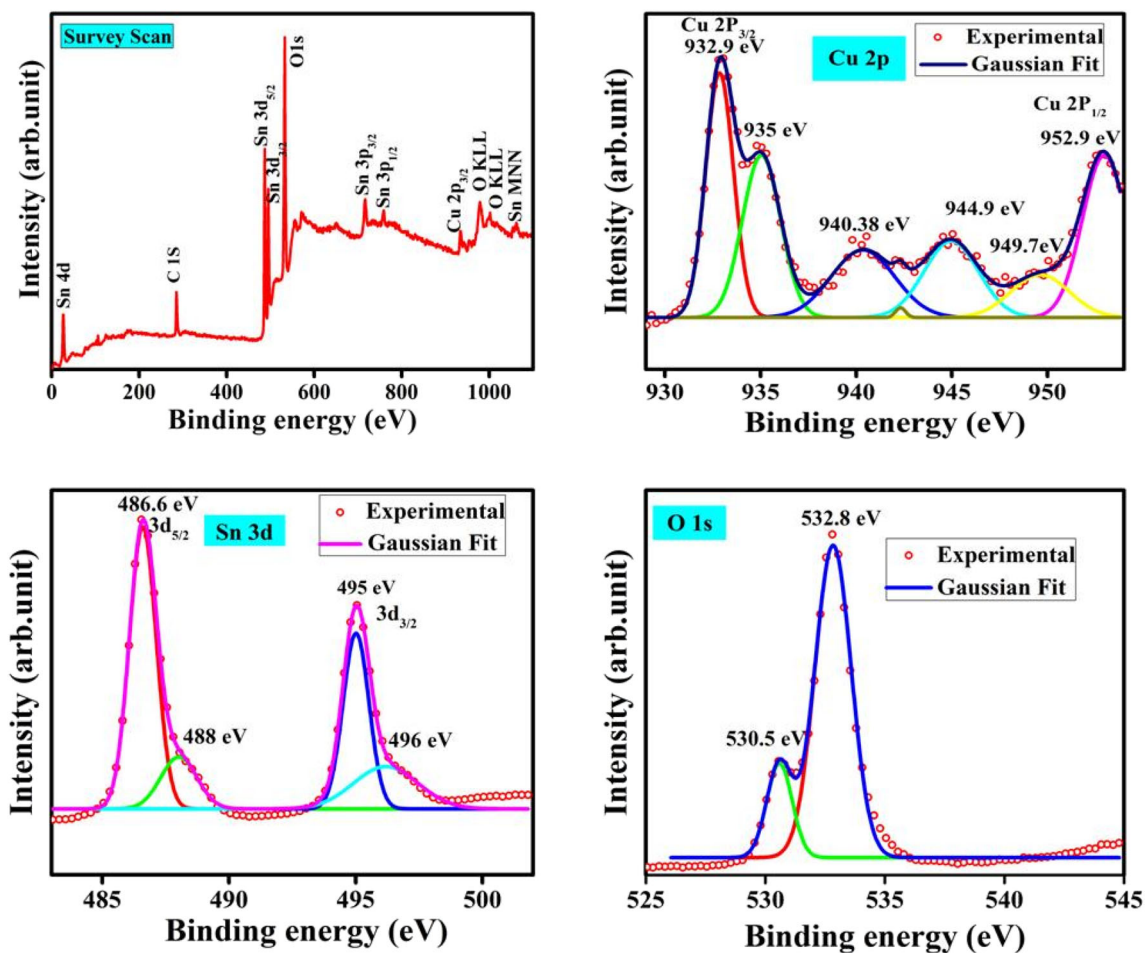 Survey Scan
Sn 4d
C 1S
Sn 3d5/2
Sn 3d3/2
O1s
Sn 3p3/2
Sn 3p1/2
Cu 2p3/2
O KLL
O KLL
Sn MNN
Intensity (arb.unit)
0 200 400 600 800 1000
Binding energy (eV)
Cu 2P3/2
932.9 eV
Cu 2p
Experimental
Gaussian Fit
935 eV
940.38 eV
944.9 eV
949.7eV
Cu 2P1/2
952.9 eV
Intensity (arb.unit)
930 935 940 945 950
Binding energy (eV)
486.6 eV
3d5/2
Sn 3d
Experimental
Gaussian Fit
488 eV
495 eV
3d3/2
496 eV
Intensity (arb.unit)
485 490 495 500
Binding energy (eV)
O 1s
532.8 eV
Experimental
Gaussian Fit
530.5 eV
Intensity (arb.unit)
525 530 535 540 545
Binding energy (eV)